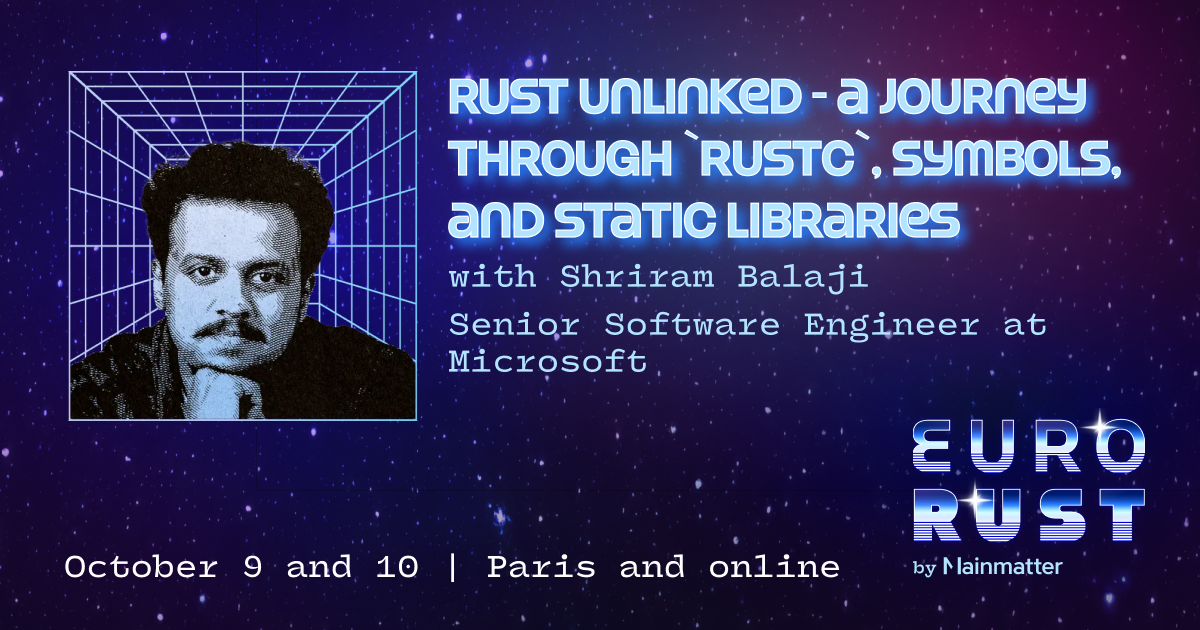 RUST UNLINKED - A JOURNEY
THROUGH `RUSTC`, SYMBOLS,
AND STATIC LIBRARIES
with Shriram Balaji
Senior Software Engineer at
Microsoft
EURO
RUST
by Mainmatter
October 9 and 10 | Paris and online